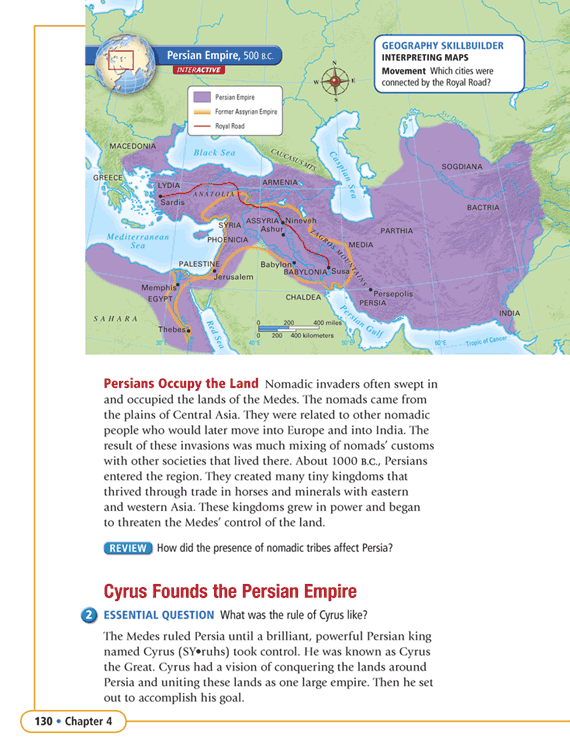 Persian Empire, 500 B.C.
INTERACTIVE
GEOGRAPHY SKILLBUILDER
INTERPRETING MAPS
Movement Which cities were
connected by the Royal Road?
N
W E
S
Persian Empire
Former Assyrian Empire
Royal Road
MACEDONIA
Black Sea
CAUCASUS MTS.
Caspian Sea
SOGDIANA
GREECE
LYDIA
ANATOLIA
ARMENIA
Sardis
BACTRIA
SYRIA
ASSYRIA
Nineveh
Ashur
PARTHIA
Mediterranean
Sea
PHOENICIA
ZAGROS MOUNTAINS
MEDIA
PALESTINE
Babylon
BABYLONIA
Susa
Jerusalem
Memphis
EGYPT
CHALDEA
Persepolis
PERSIA
INDIA
SAHARA
Red Sea
Persian Gulf
0 200 400 miles
0 200 400 kilometers
Thebes
30°E
40°E
50°E
60°E
Tropic of Cancer
Persians Occupy the Land Nomadic invaders often swept in
and occupied the lands of the Medes. The nomads came from
the plains of Central Asia. They were related to other nomadic
people who would later move into Europe and into India. The
result of these invasions was much mixing of nomads' customs
with other societies that lived there. About 1000 B.C., Persians
entered the region. They created many tiny kingdoms that
thrived through trade in horses and minerals with eastern
and western Asia. These kingdoms grew in power and began
to threaten the Medes' control of the land.
REVIEW How did the presence of nomadic tribes affect Persia?
Cyrus Founds the Persian Empire
2 ESSENTIAL QUESTION What was the rule of Cyrus like?
The Medes ruled Persia until a brilliant, powerful Persian king
named Cyrus (SY•ruhs) took control. He was known as Cyrus
the Great. Cyrus had a vision of conquering the lands around
Persia and uniting these lands as one large empire. Then he set
out to accomplish his goal.
130 • Chapter 4